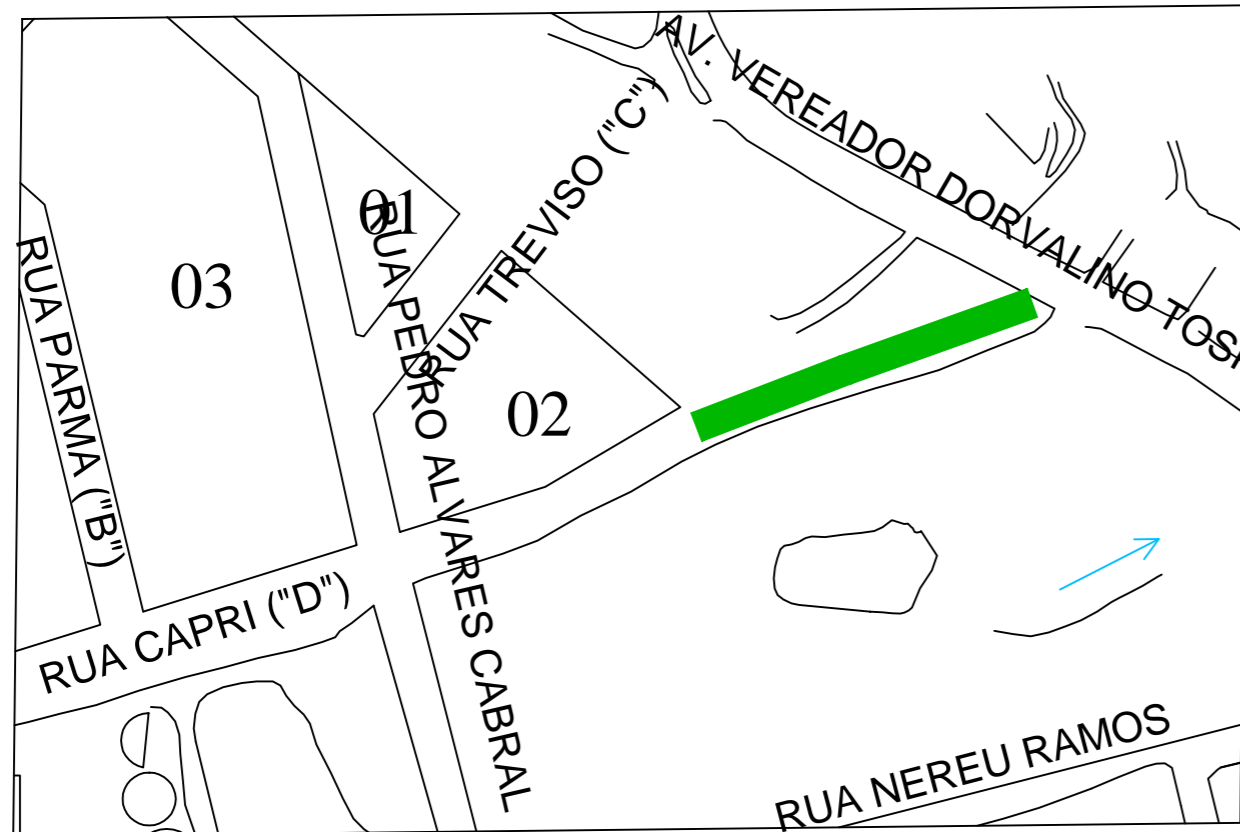 AV. VEREADOR DORVALINO TOSI
RUA TREVISO ("C")
01
03
RUA PARMA ("B")
RUA PEDRO ALVARES CABRAL
02
RUA CAPRI ("D")
RUA NEREU RAMOS